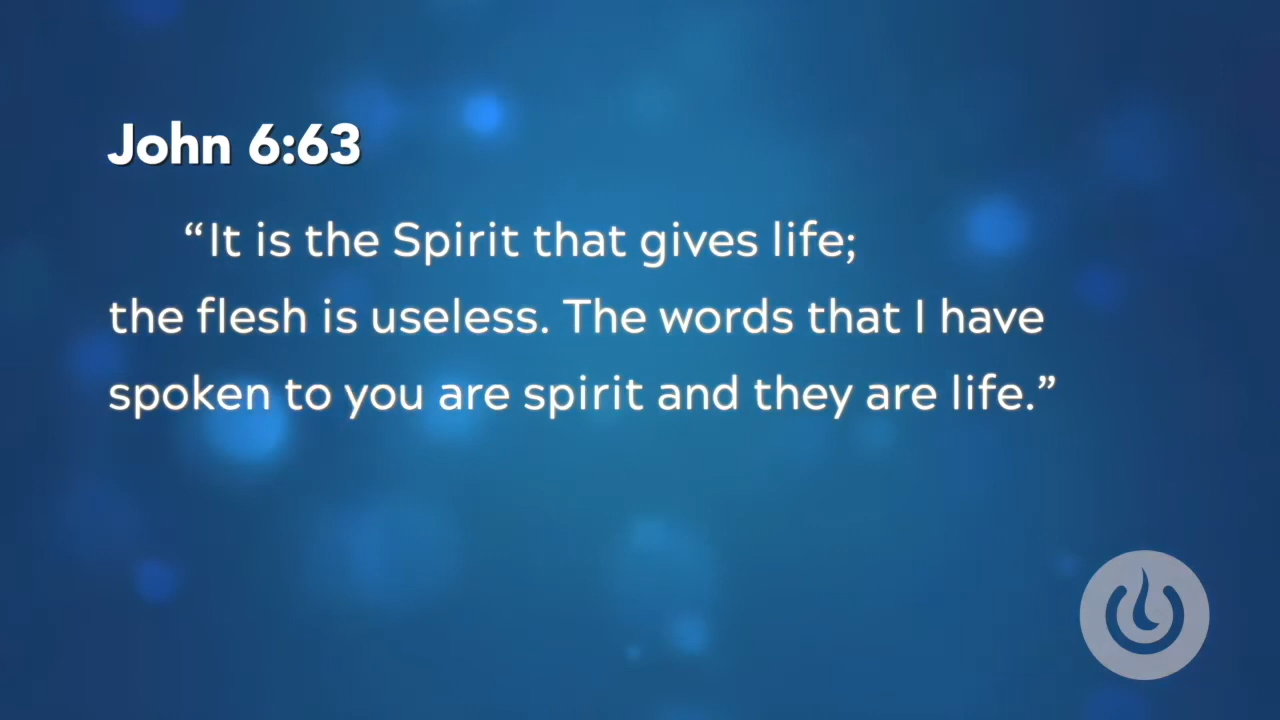 John 6:63
“It is the Spirit that gives life;
the flesh is useless. The words that I have
spoken to you are spirit and they are life.”